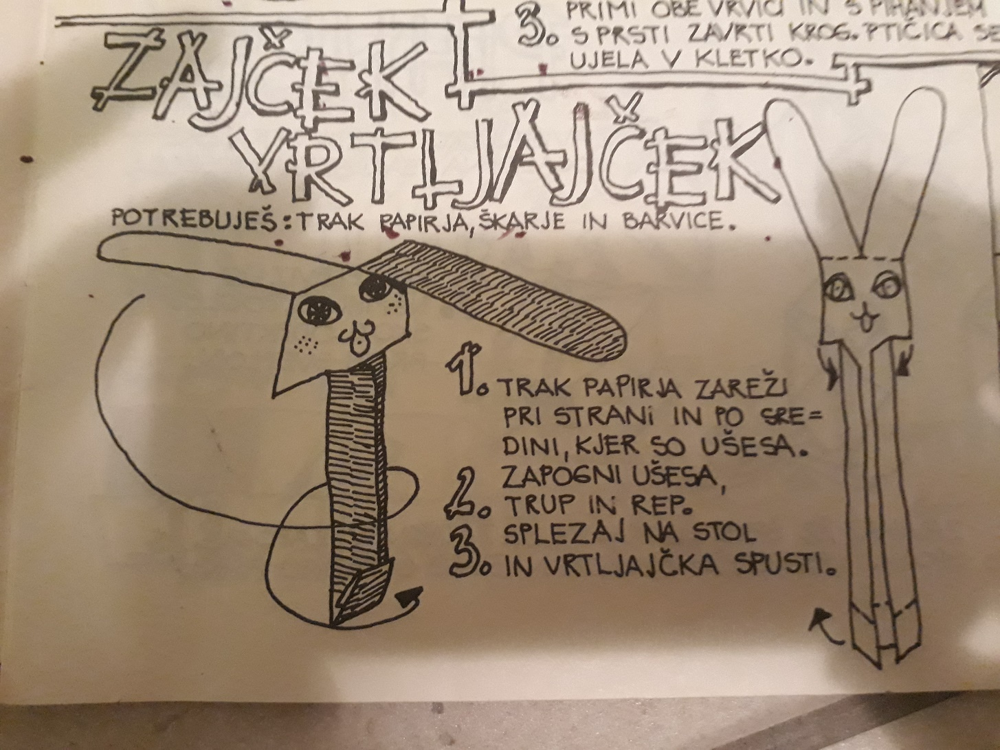 3. PRIMI OBE VRVICI IN S PIHANJEM
S PRSTI ZAVRTI KROG. PTIČICA SE
UJELA V KLETKO.
ZAJČEK
VRTLJAJČEK
POTREBUJEŠ: TRAK PAPIRJA, ŠKARJE IN BARVICE.
1. TRAK PAPIRJA ZAREŽI
PRI STRANI IN PO SRE=
DINI, KJER SO UŠESA.
2. ZAPOGNI UŠESA,
TRUP IN REP.
3. SPLEZAJ NA STOL
IN VRTLJAJČKA SPUSTI.